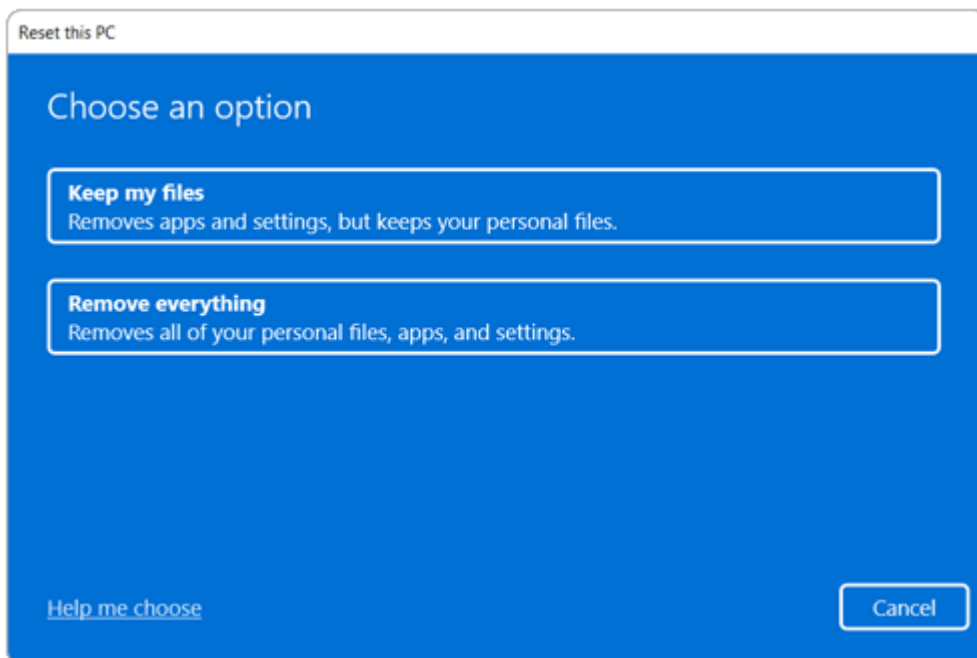 Reset this PC
Choose an option
Keep my files
Removes apps and settings, but keeps your personal files.
Remove everything
Removes all of your personal files, apps, and settings.
Help me choose
Cancel